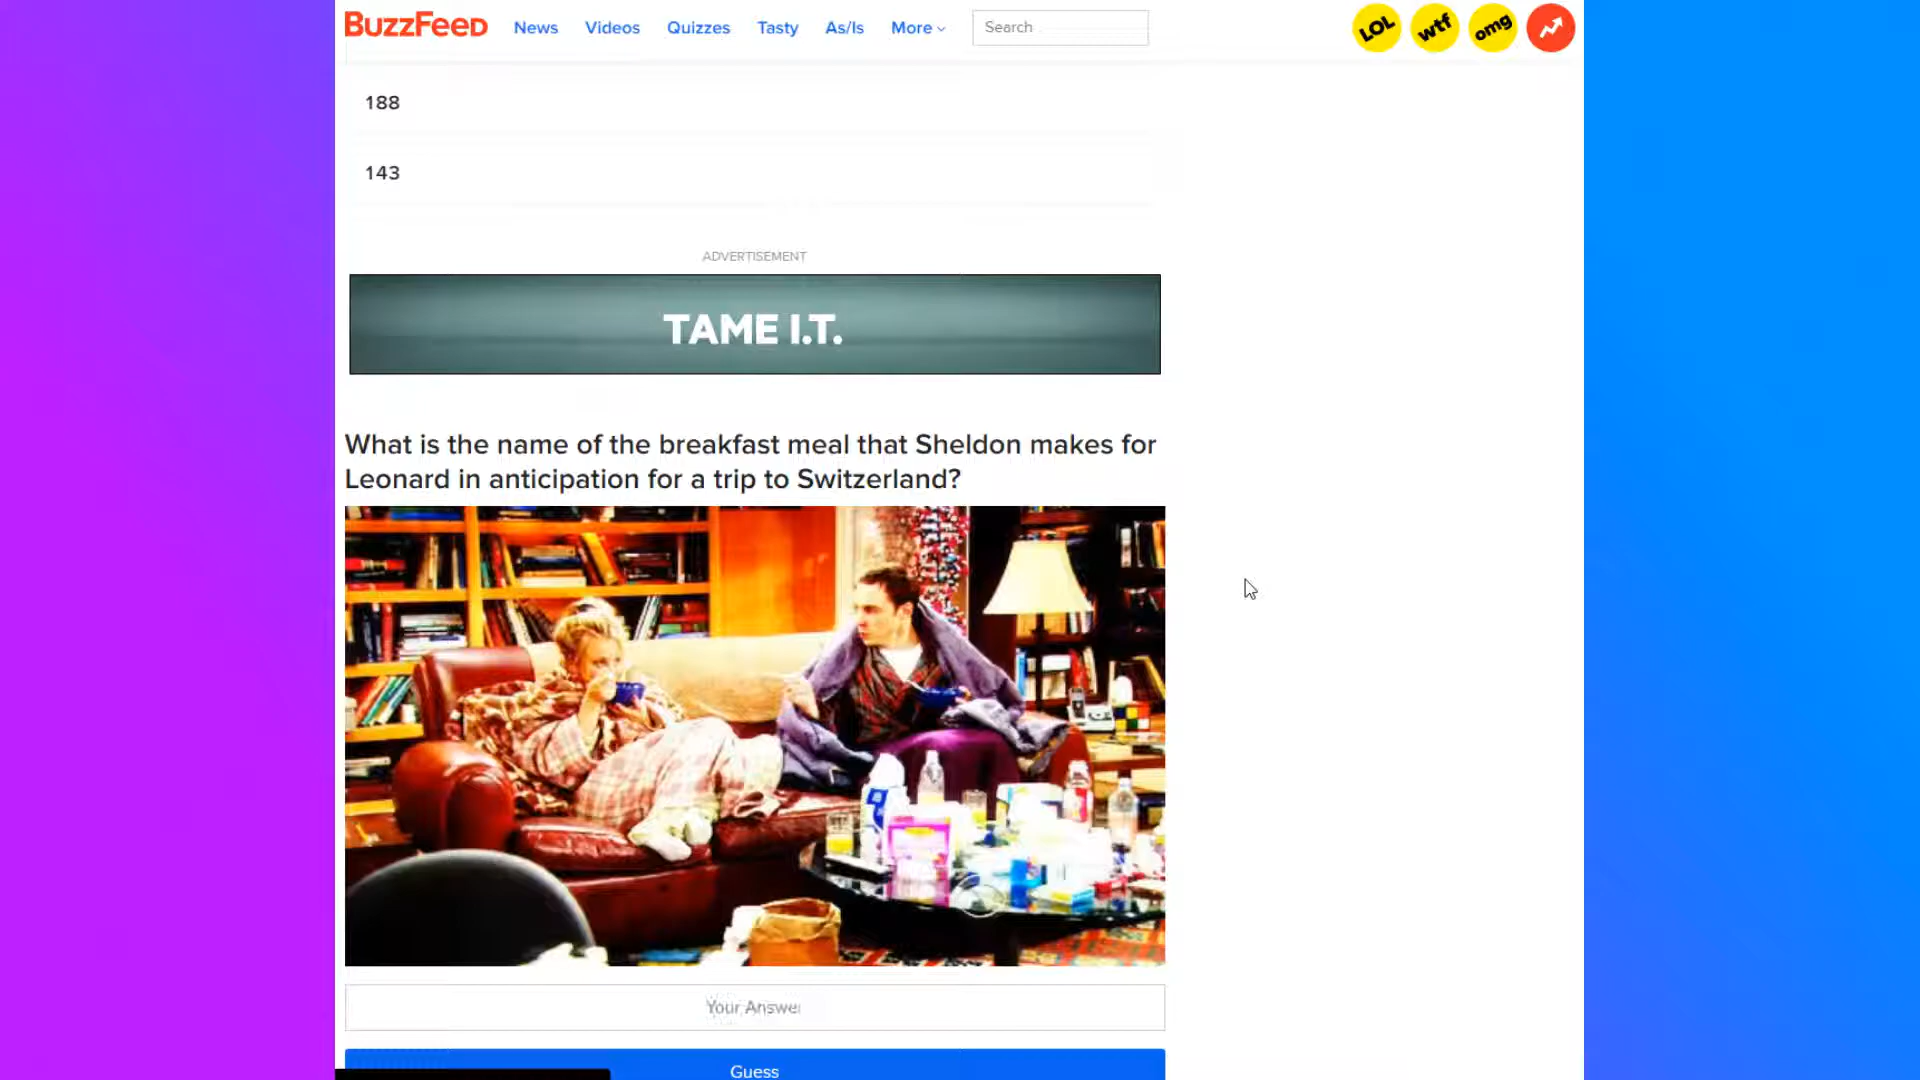 BuzzFeed News Videos Quizzes Tasty As/Is More Search LOL wtf omg
188
143
ADVERTISEMENT
TAME I.T.
What is the name of the breakfast meal that Sheldon makes for
Leonard in anticipation for a trip to Switzerland?
Your Answer
Guess